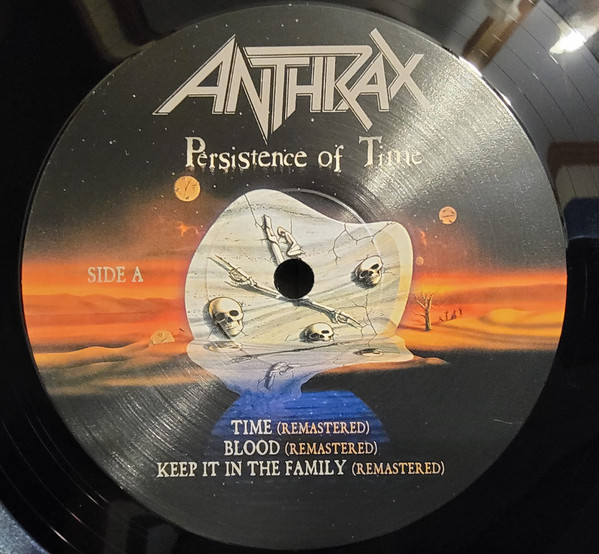 ANTHRAX
Persistence of Time
SIDE A
TIME (REMASTERED)
BLOOD (REMASTERED)
KEEP IT IN THE FAMILY (REMASTERED)